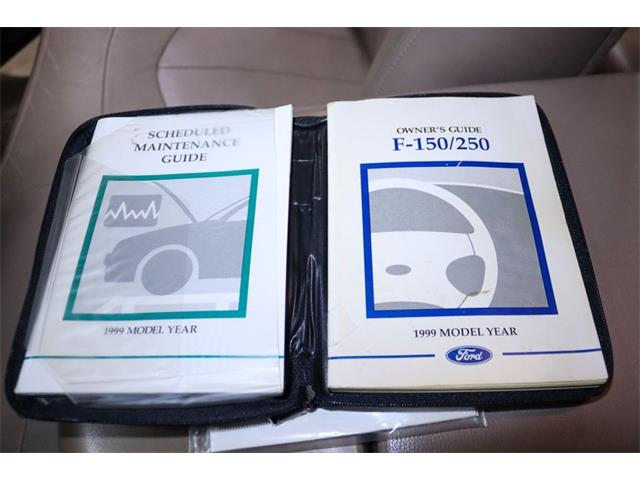 SCHEDULED
MAINTENANCE
GUIDE
1999 MODEL YEAR
OWNER'S GUIDE
F-150/250
1999 MODEL YEAR
Ford